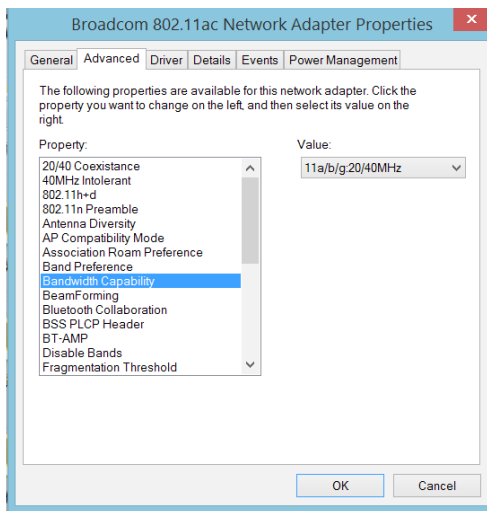 Broadcom 802.11ac Network Adapter Properties
General Advanced Driver Details Events Power Management
The following properties are available for this network adapter. Click the
property you want to change on the left, and then select its value on the
right.
Property:
Value:
20/40 Coexistance
40MHz Intolerant
802.11h+d
802.11n Preamble
Antenna Diversity
AP Compatibility Mode
Association Roam Preference
Band Preference
Bandwidth Capability
BeamForming
Bluetooth Collaboration
BSS PLCP Header
BT-AMP
Disable Bands
Fragmentation Threshold
11a/b/g:20/40MHz
OK Cancel